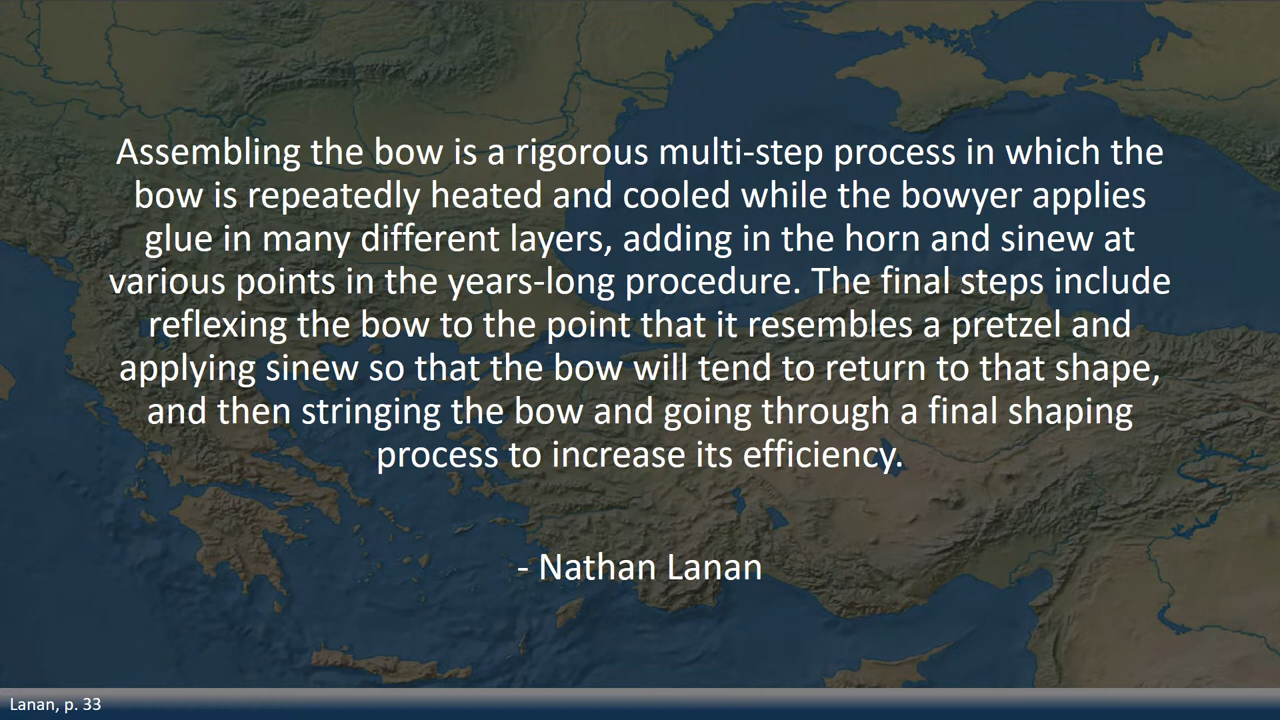 Assembling the bow is a rigorous multi-step process in which the
bow is repeatedly heated and cooled while the bowyer applies
glue in many different layers, adding in the horn and sinew at
various points in the years-long procedure. The final steps include
reflexing the bow to the point that it resembles a pretzel and
applying sinew so that the bow will tend to return to that shape,
and then stringing the bow and going through a final shaping
process to increase its efficiency.
- Nathan Lanan
Lanan, p. 33